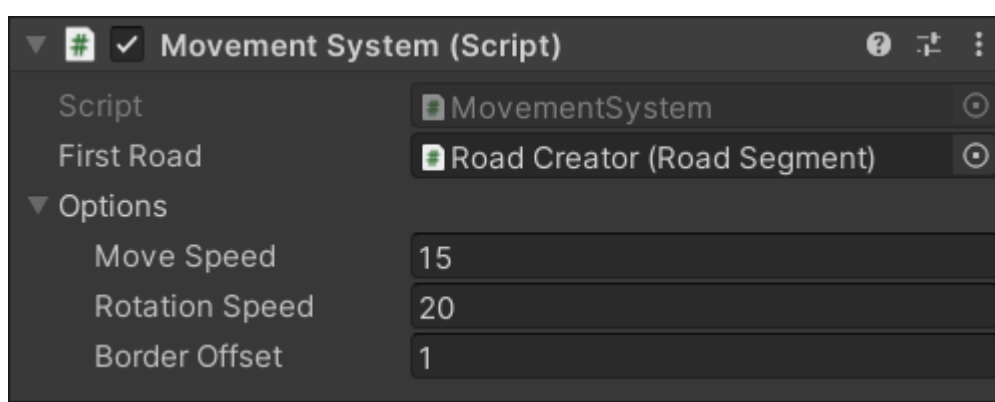 Movement System (Script)
Script MovementSystem
First Road Road Creator (Road Segment)
Options
Move Speed 15
Rotation Speed 20
Border Offset 1